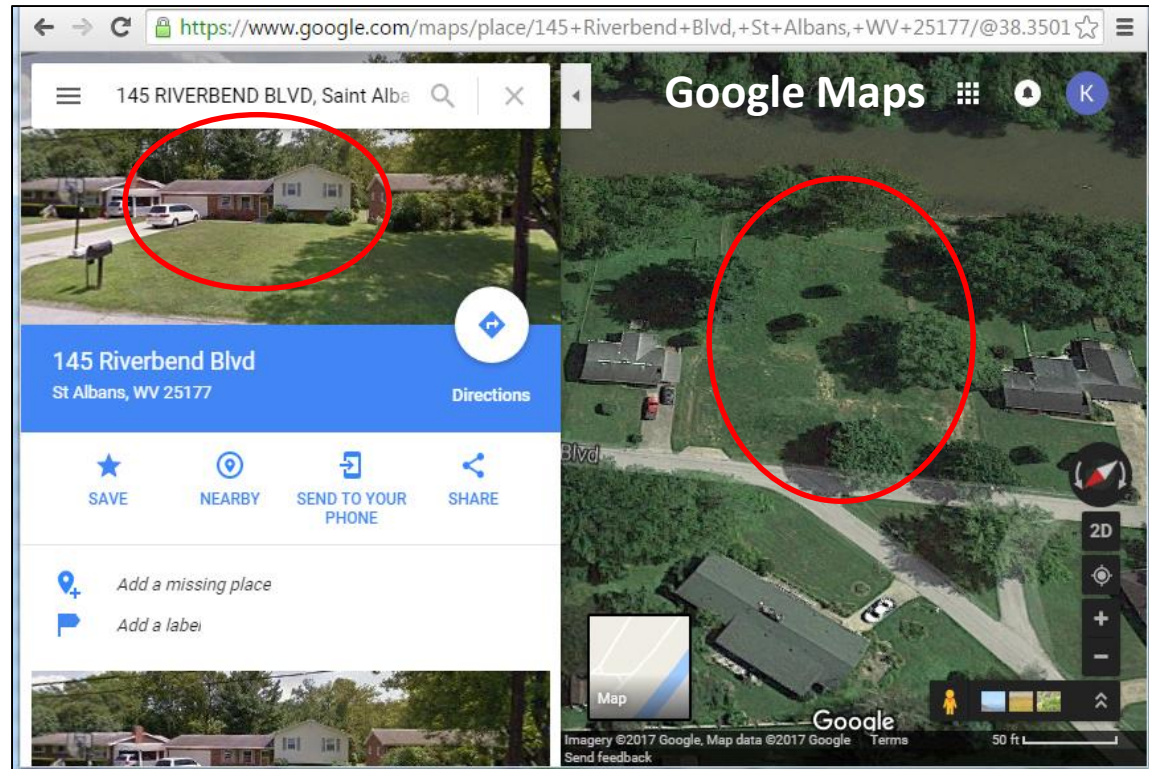 https://www.google.com/maps/place/145+Riverbend+Blvd,+St+Albans,+WV+25177/@38.3501
145 RIVERBEND BLVD, Saint Alba
Google Maps
K
145 Riverbend Blvd
St Albans, WV 25177
Directions
SAVE
NEARBY
SEND TO YOUR
PHONE
SHARE
Add a missing place
Add a label
Blvd
2D
Map
Google
Imagery ©2017 Google, Map data ©2017 Google Terms 50 ft
Send feedback